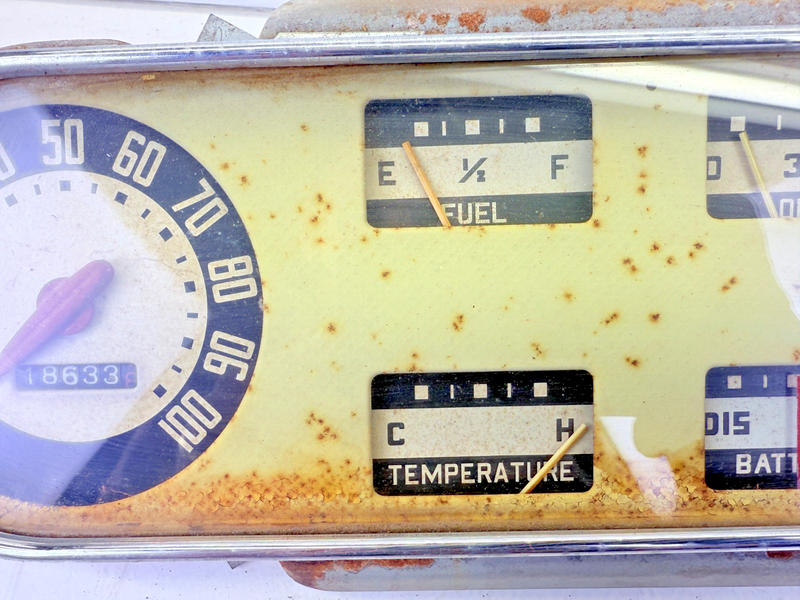 50
60
70
80
90
100
18633
E ½ F
FUEL
C H
TEMPERATURE
DIS
BATT